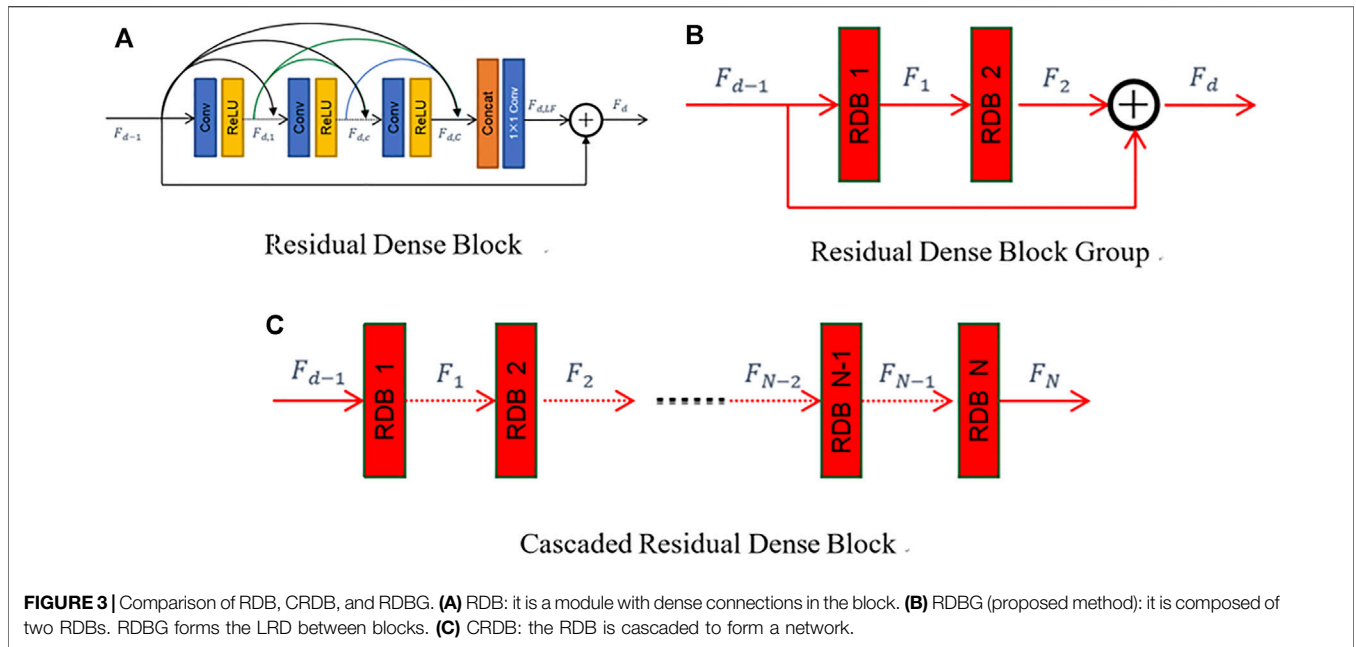 A
F_{d-1}
Conv
ReLU
F_{d,1}
Conv
ReLU
F_{d,c}
Conv
ReLU
F_{d,C}
Concat
1×1 Conv
F_{d,LF}
F_d
Residual Dense Block
B
F_{d-1}
RDB 1
F_1
RDB 2
F_2
F_d
Residual Dense Block Group
C
F_{d-1}
RDB 1
F_1
RDB 2
F_2
F_{N-2}
RDB N-1
F_{N-1}
RDB N
F_N
Cascaded Residual Dense Block
FIGURE 3 | Comparison of RDB, CRDB, and RDBG. (A) RDB: it is a module with dense connections in the block. (B) RDBG (proposed method): it is composed of
two RDBs. RDBG forms the LRD between blocks. (C) CRDB: the RDB is cascaded to form a network.